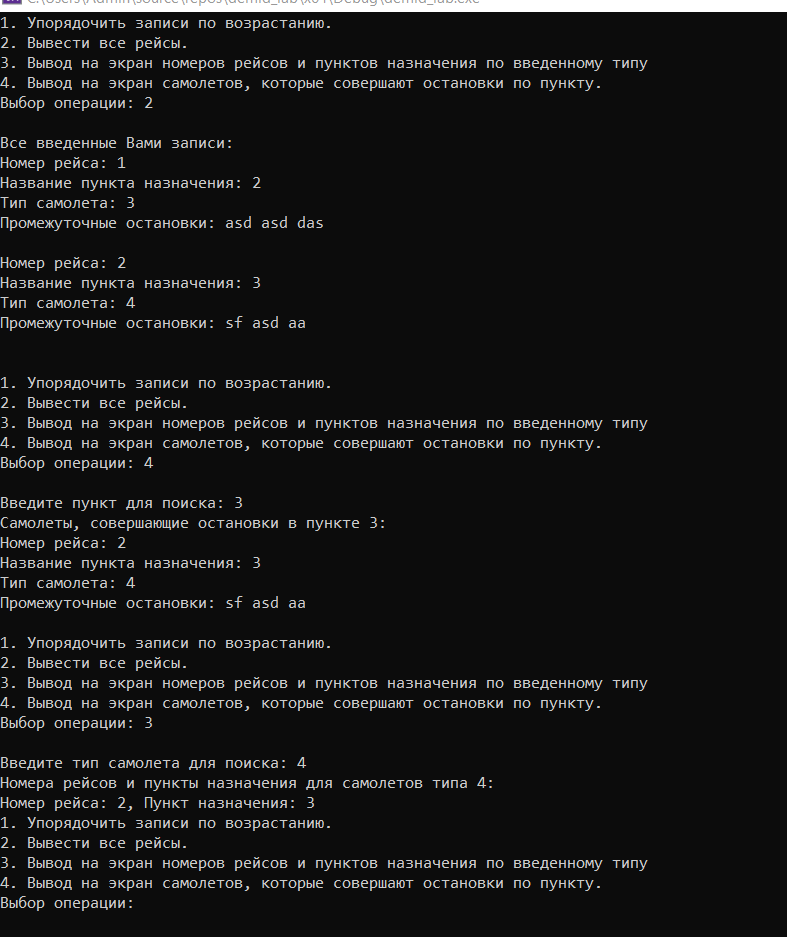 C:\Users\Admin\source\repos\demid_lab\x64\Debug\demid_lab.exe
1. Упорядочить записи по возрастанию.
2. Вывести все рейсы.
3. Вывод на экран номеров рейсов и пунктов назначения по введенному типу
4. Вывод на экран самолетов, которые совершают остановки по пункту.
Выбор операции: 2
Все введенные Вами записи:
Номер рейса: 1
Название пункта назначения: 2
Тип самолета: 3
Промежуточные остановки: asd asd das
Номер рейса: 2
Название пункта назначения: 3
Тип самолета: 4
Промежуточные остановки: sf asd aa
1. Упорядочить записи по возрастанию.
2. Вывести все рейсы.
3. Вывод на экран номеров рейсов и пунктов назначения по введенному типу
4. Вывод на экран самолетов, которые совершают остановки по пункту.
Выбор операции: 4
Введите пункт для поиска: 3
Самолеты, совершающие остановки в пункте 3:
Номер рейса: 2
Название пункта назначения: 3
Тип самолета: 4
Промежуточные остановки: sf asd aa
1. Упорядочить записи по возрастанию.
2. Вывести все рейсы.
3. Вывод на экран номеров рейсов и пунктов назначения по введенному типу
4. Вывод на экран самолетов, которые совершают остановки по пункту.
Выбор операции: 3
Введите тип самолета для поиска: 4
Номера рейсов и пункты назначения для самолетов типа 4:
Номер рейса: 2, Пункт назначения: 3
1. Упорядочить записи по возрастанию.
2. Вывести все рейсы.
3. Вывод на экран номеров рейсов и пунктов назначения по введенному типу
4. Вывод на экран самолетов, которые совершают остановки по пункту.
Выбор операции: